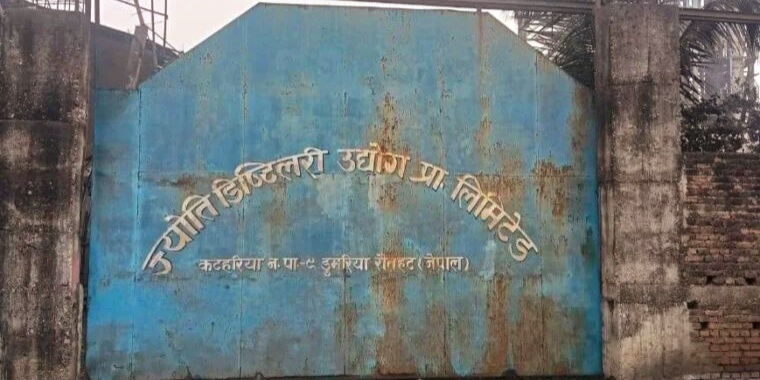 ज्योति डिष्टिलरी उद्योग प्रा. लिमिटेड
कटहरिया न.पा-९ डुमरिया रौतहट (नेपाल)